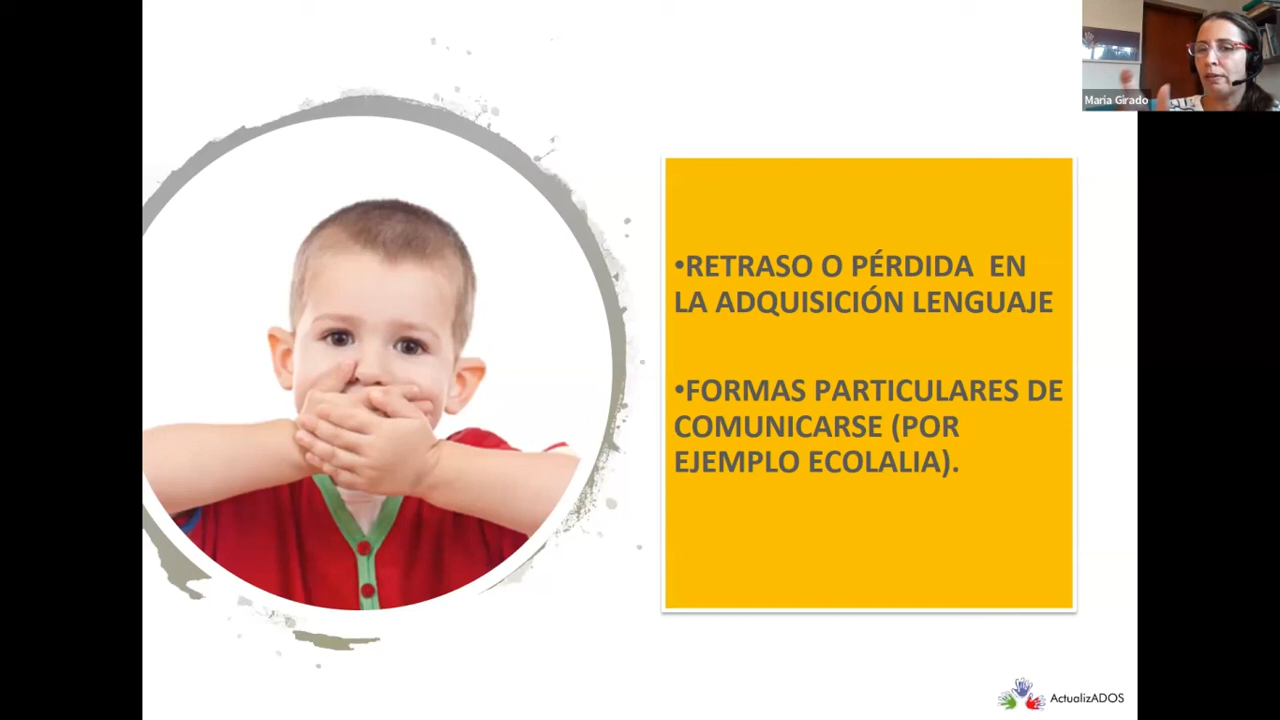 Maria Girado
•RETRASO O PÉRDIDA EN
LA ADQUISICIÓN LENGUAJE
•FORMAS PARTICULARES DE
COMUNICARSE (POR
EJEMPLO ECOLALIA).
ActualizADOS